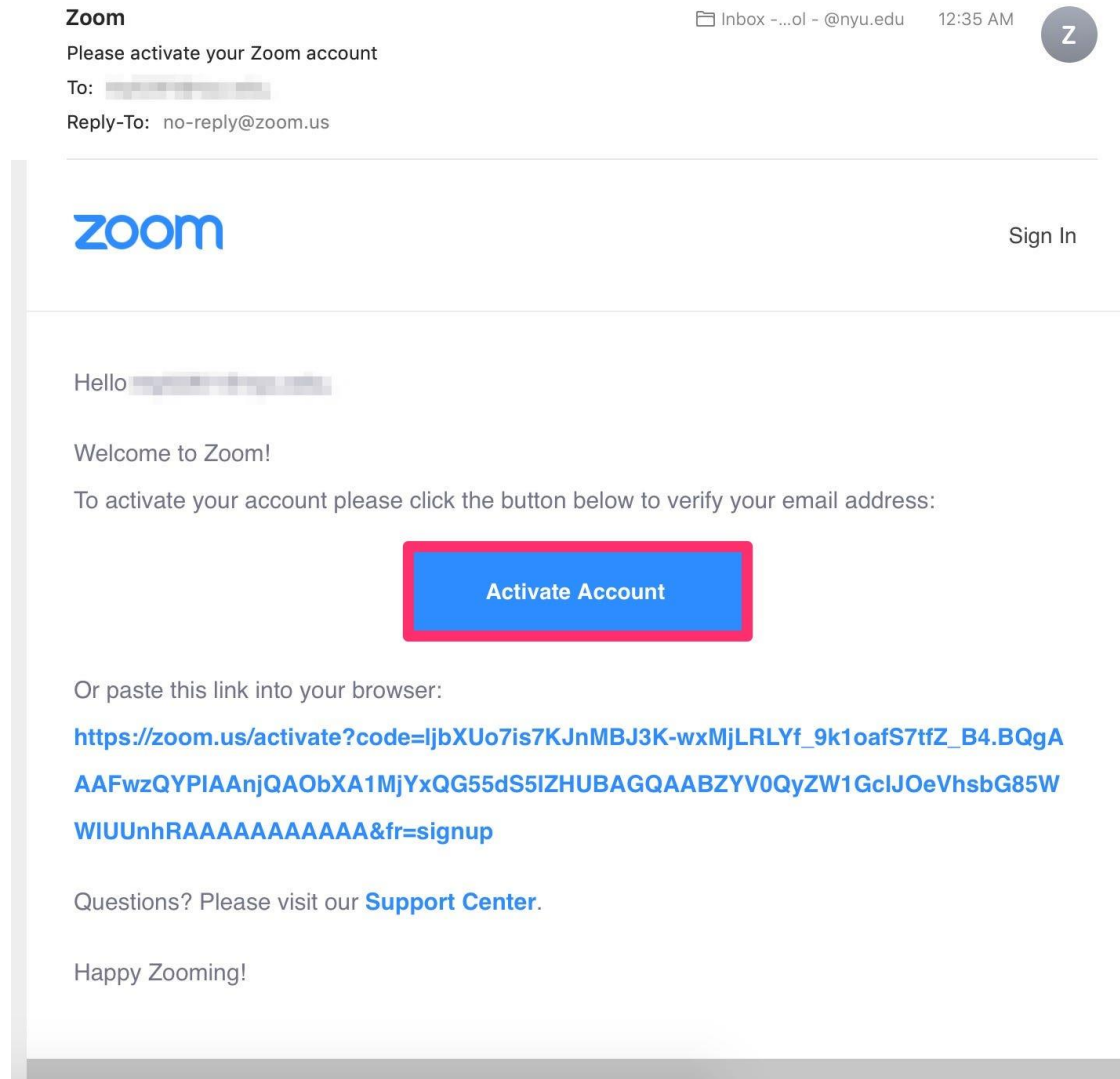 Zoom
Inbox -...ol - @nyu.edu 12:35 AM
Z
Please activate your Zoom account
To:
Reply-To: no-reply@zoom.us
zoom
Sign In
Hello
Welcome to Zoom!
To activate your account please click the button below to verify your email address:
Activate Account
Or paste this link into your browser:
https://zoom.us/activate?code=ljbXUo7is7KJnMBJ3K-wxMjLRLYf_9k1oafS7tfZ_B4.BQgA
AAFwzQYPIAAnjQAObXA1MjYxQG55dS5lZHUBAGQAABZYV0QyZW1GclJOeVhsbG85W
WlUUnhRAAAAAAAAAAA&fr=signup
Questions? Please visit our Support Center.
Happy Zooming!